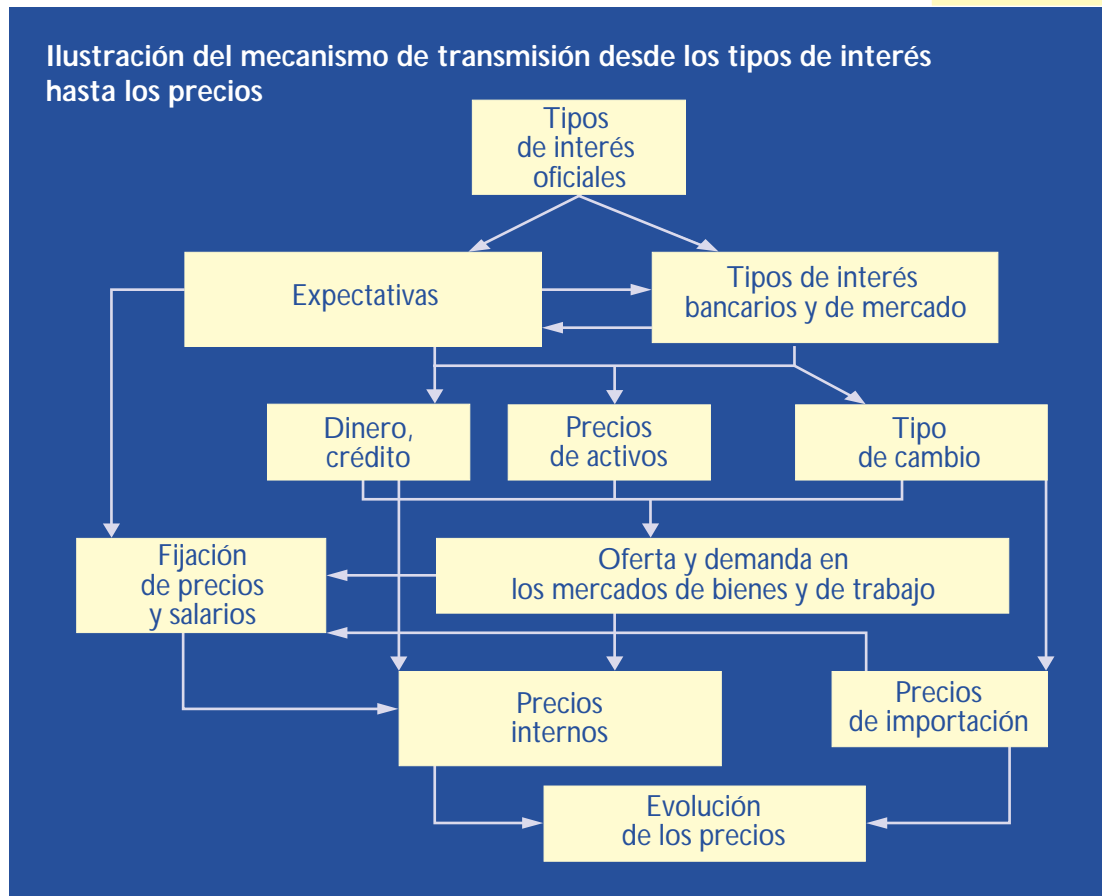 Ilustración del mecanismo de transmisión desde los tipos de interés
hasta los precios
Tipos
de interés
oficiales
Expectativas
Tipos de interés
bancarios y de mercado
Dinero,
crédito
Precios
de activos
Tipo
de cambio
Fijación
de precios
y salarios
Oferta y demanda en
los mercados de bienes y de trabajo
Precios
internos
Precios
de importación
Evolución
de los precios